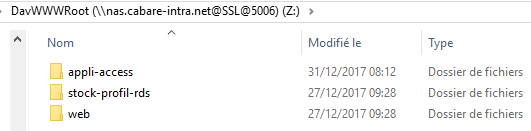 DavWWWRoot (\\nas.cabare-intra.net@SSL@5006) (Z:)
Nom Modifié le Type
appli-access 31/12/2017 08:12 Dossier de fichiers
stock-profil-rds 27/12/2017 09:28 Dossier de fichiers
web 27/12/2017 09:28 Dossier de fichiers